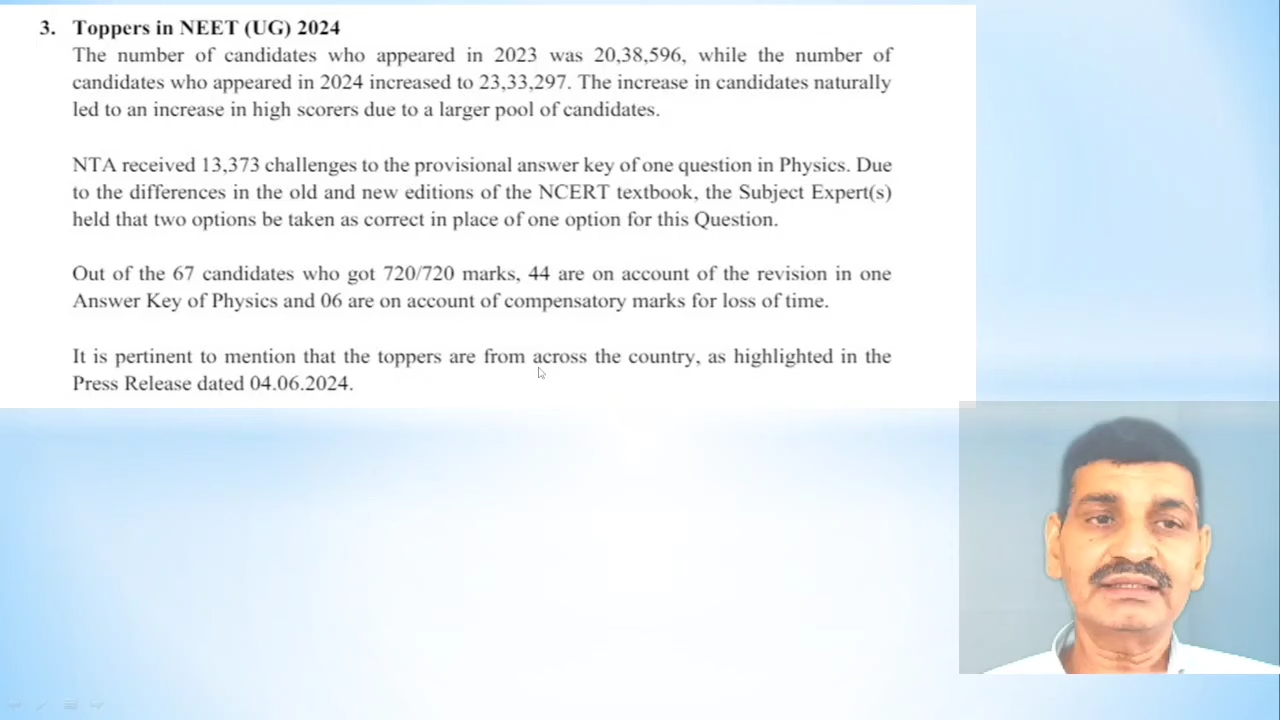 3. Toppers in NEET (UG) 2024
The number of candidates who appeared in 2023 was 20,38,596, while the number of
candidates who appeared in 2024 increased to 23,33,297. The increase in candidates naturally
led to an increase in high scorers due to a larger pool of candidates.
NTA received 13,373 challenges to the provisional answer key of one question in Physics. Due
to the differences in the old and new editions of the NCERT textbook, the Subject Expert(s)
held that two options be taken as correct in place of one option for this Question.
Out of the 67 candidates who got 720/720 marks, 44 are on account of the revision in one
Answer Key of Physics and 06 are on account of compensatory marks for loss of time.
It is pertinent to mention that the toppers are from across the country, as highlighted in the
Press Release dated 04.06.2024.